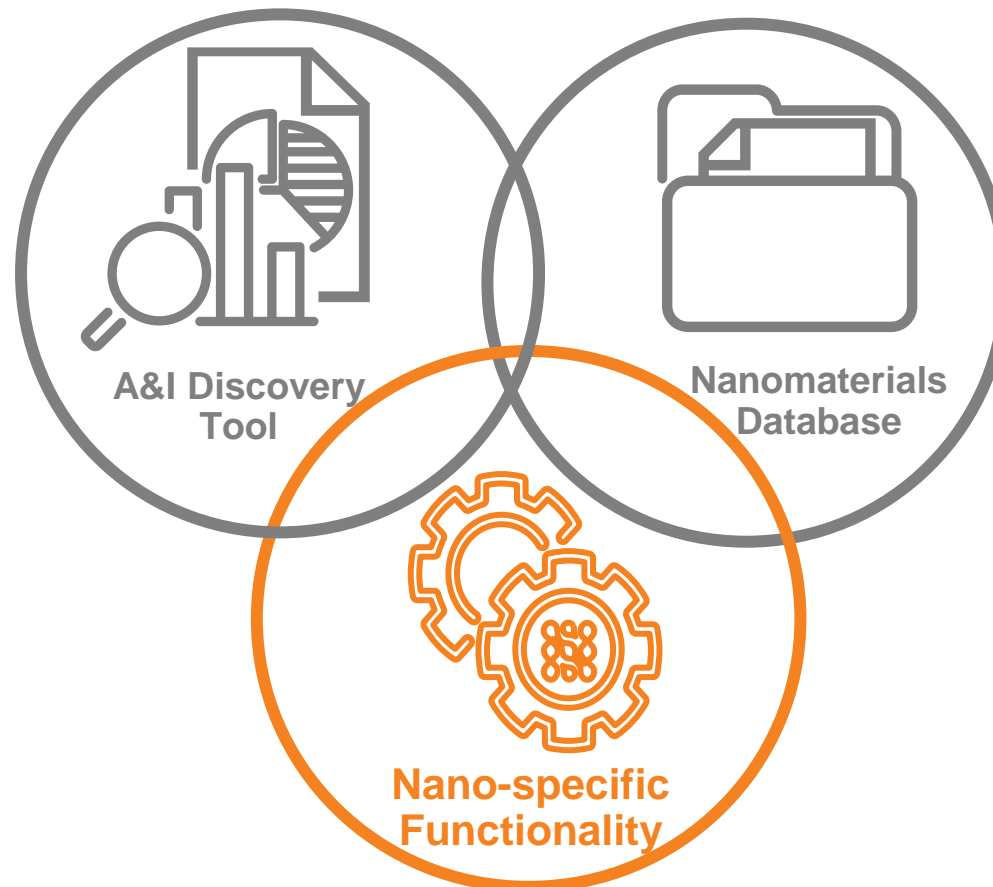 A&I Discovery
Tool
Nanomaterials
Database
Nano-specific
Functionality